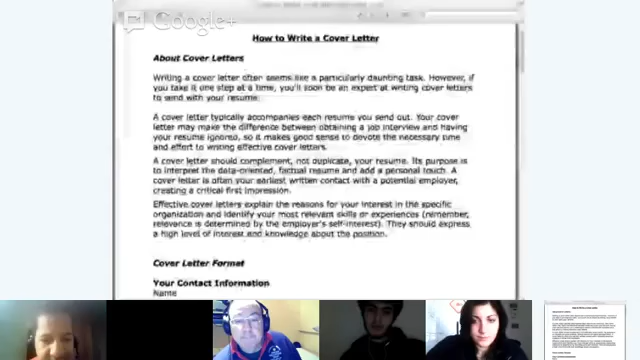 Google+
How to Write a Cover Letter
About Cover Letters
Writing a cover letter often seems like a particularly daunting task. However, if
you take it one step at a time, you'll soon be an expert at writing cover letters
to send with your resume.
A cover letter typically accompanies each resume you send out. Your cover
letter may make the difference between obtaining a job interview and having
your resume ignored, so it makes good sense to devote the necessary time
and effort to writing effective cover letters.
A cover letter should complement, not duplicate, your resume. Its purpose is
to interpret the data-oriented, factual resume and add a personal touch. A
cover letter is often your earliest written contact with a potential employer,
creating a critical first impression.
Effective cover letters explain the reasons for your interest in the specific
organization and identify your most relevant skills or experiences (remember,
relevance is determined by the employer's self-interest). They should express
a high level of interest and knowledge about the position.
Cover Letter Format
Your Contact Information
Name